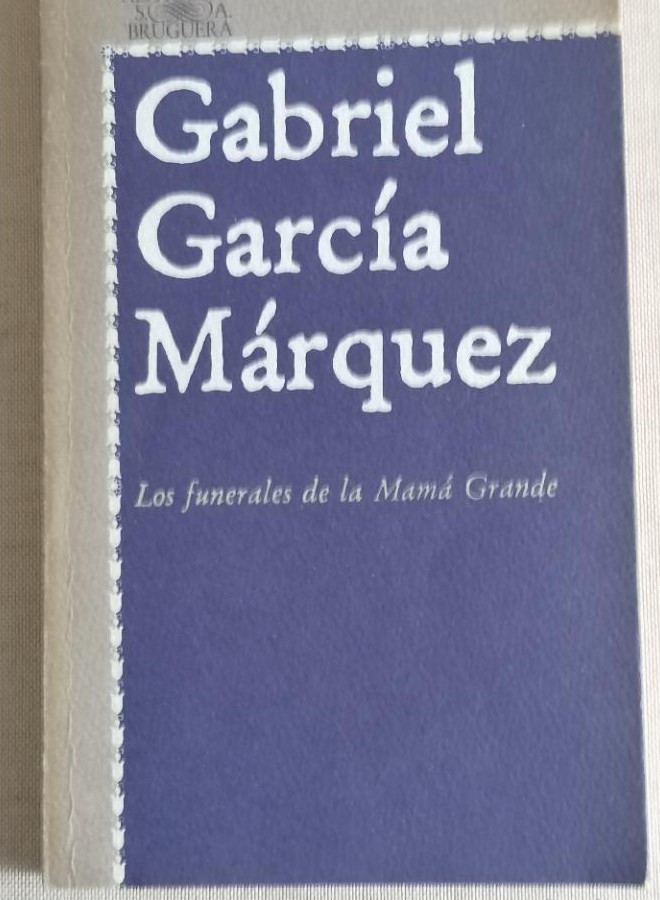 S. A.
BRUGUERA
Gabriel
García
Márquez
Los funerales de la Mamá Grande